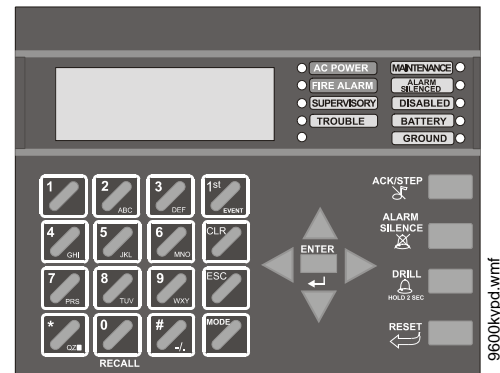 AC POWER
FIRE ALARM
SUPERVISORY
TROUBLE
MAINTENANCE
ALARM
SILENCED
DISABLED
BATTERY
GROUND
1
2 ABC
3 DEF
1st EVENT
4 GHI
5 JKL
6 MNO
CLR
7 PRS
8 TUV
9 WXY
ESC
* QZ
0
# -/.
MODE
RECALL
ENTER
ACK/STEP
ALARM
SILENCE
DRILL
HOLD 2 SEC
RESET
9600kypd.wmf